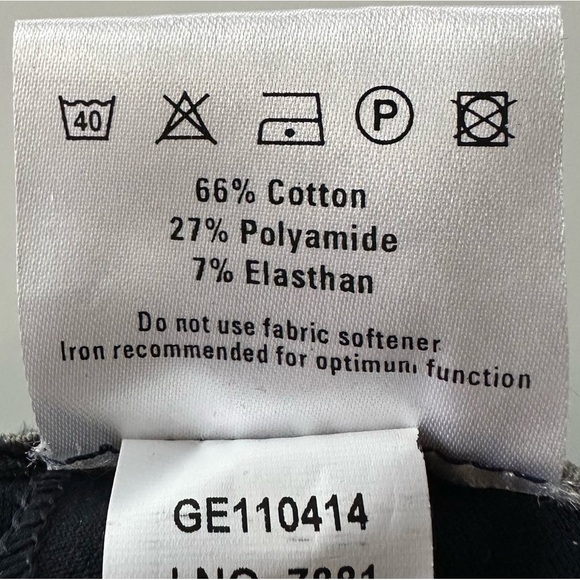 40 P
66% Cotton
27% Polyamide
7% Elasthan
Do not use fabric softener
Iron recommended for optimum function
GE110414